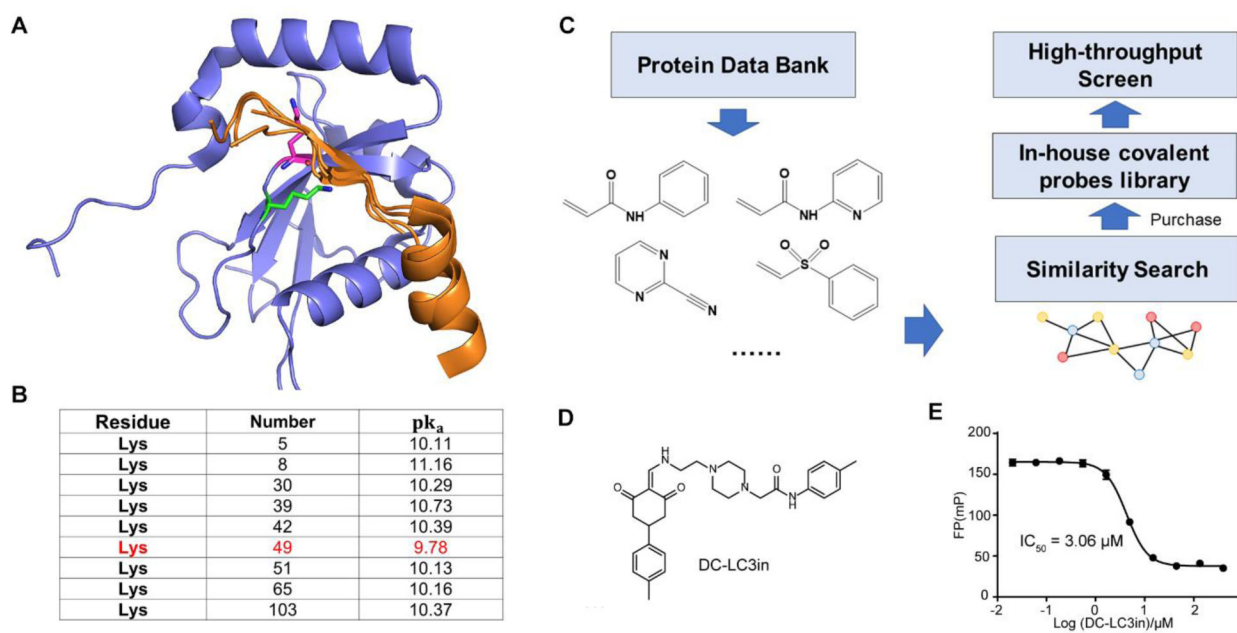 A
B
Residue Number pkₐ
Lys 5 10.11
Lys 8 11.16
Lys 30 10.29
Lys 39 10.73
Lys 42 10.39
Lys 49 9.78
Lys 51 10.13
Lys 65 10.16
Lys 103 10.37
C
Protein Data Bank
O
NH
O
NH
N
N
N
N
O
O
S
......
High-throughput
Screen
In-house covalent
probes library
Purchase
Similarity Search
D
H
N
O
O
N
N
O
N
H
DC-LC3in
E
FP(mP)
200
150
100
50
0
IC₅₀ = 3.06 µM
-2 -1 0 1 2 3
Log (DC-LC3in)/µM